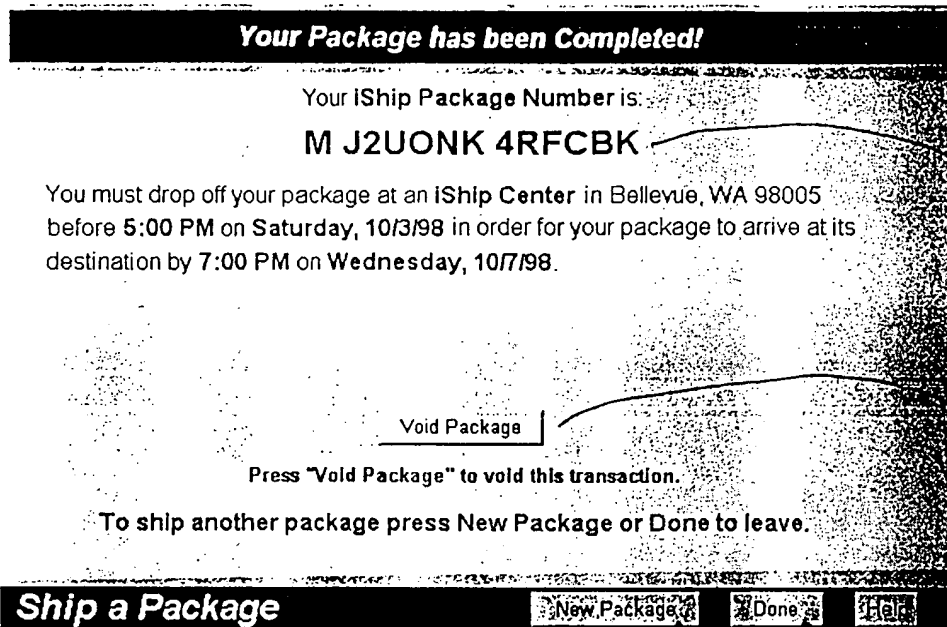 Your Package has been Completed!
Your iShip Package Number is:
M J2UONK 4RFCBK
You must drop off your package at an iShip Center in Bellevue, WA 98005
before 5:00 PM on Saturday, 10/3/98 in order for your package to arrive at its
destination by 7:00 PM on Wednesday, 10/7/98.
Void Package
Press "Void Package" to void this transaction.
To ship another package press New Package or Done to leave.
Ship a Package
New Package
Done
Help